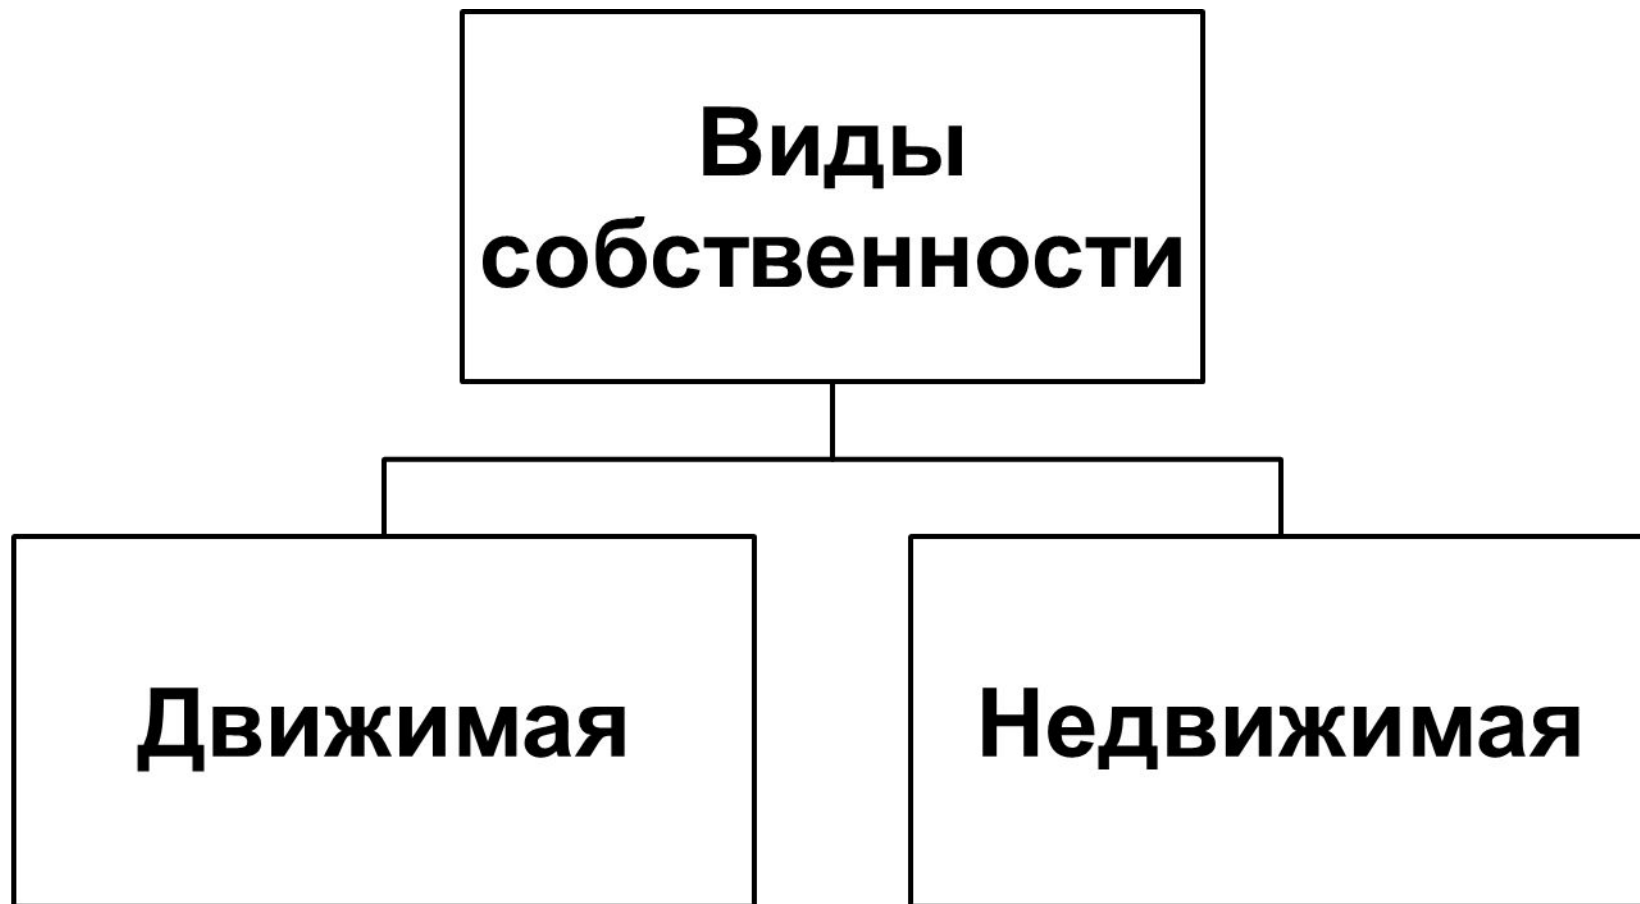 Виды
собственности
Движимая
Недвижимая